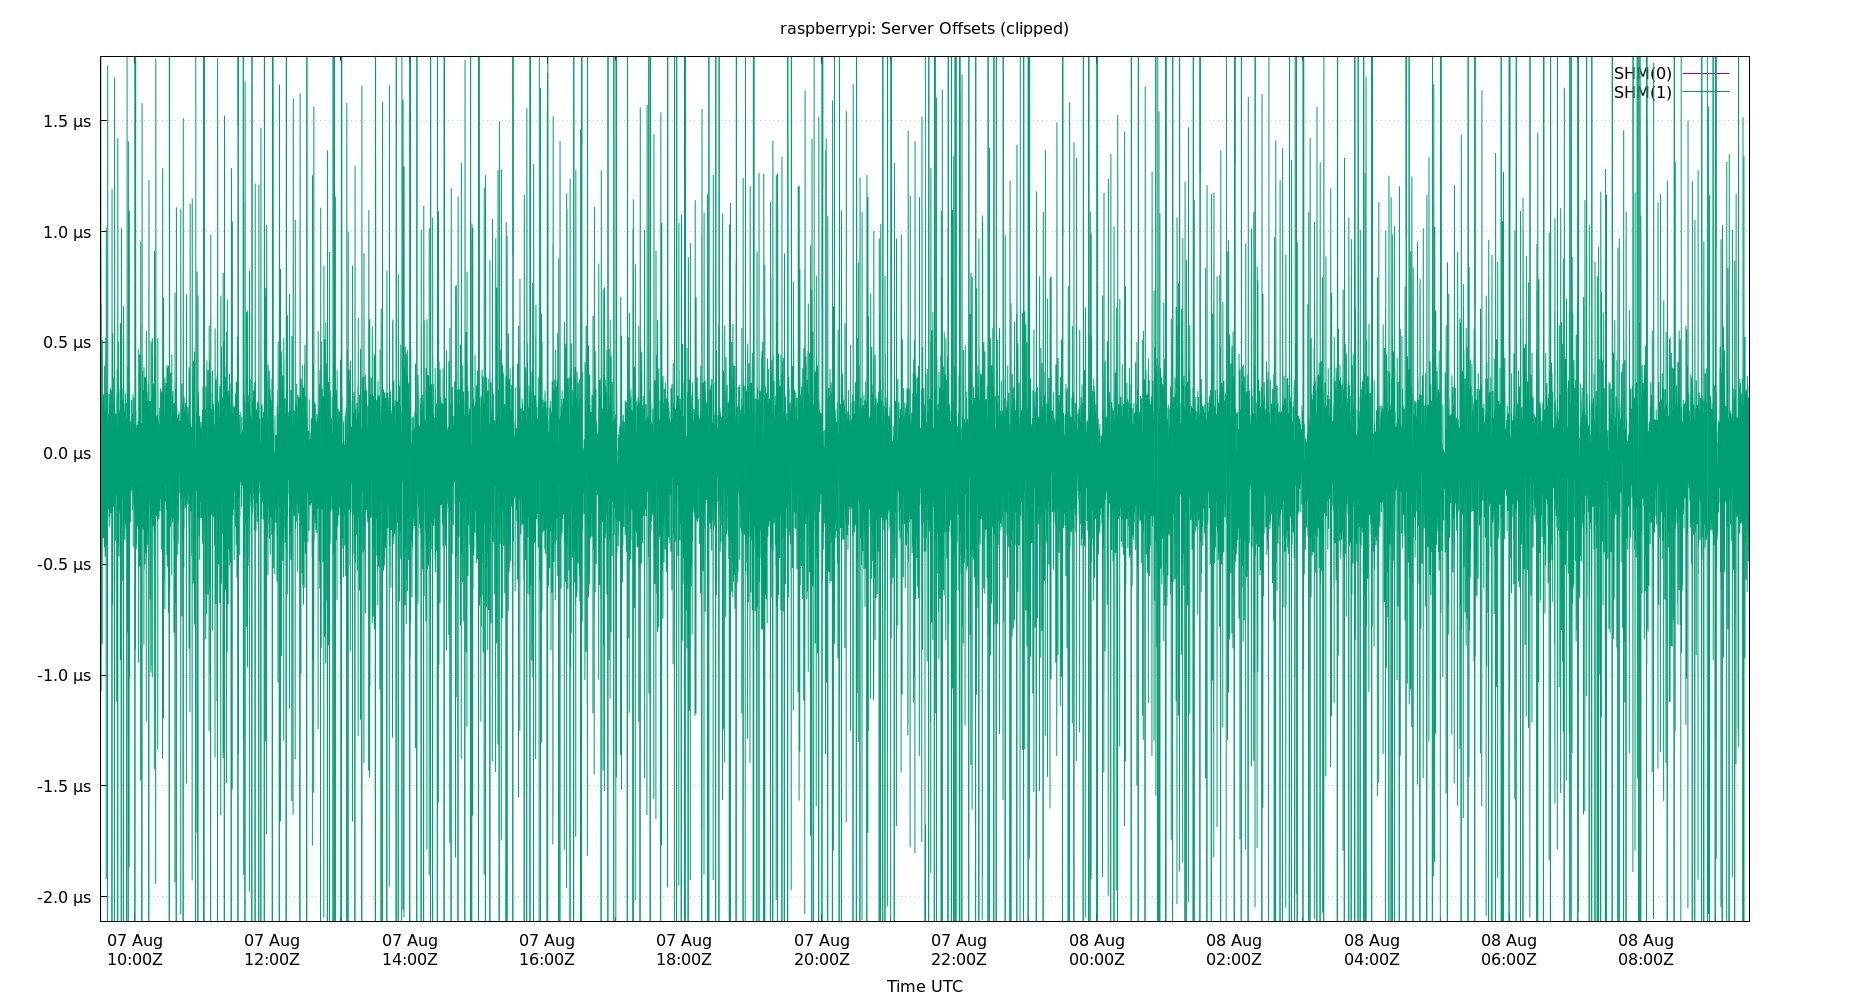 raspberrypi: Server Offsets (clipped)
SHM(0)
SHM(1)
1.5 µs
1.0 µs
0.5 µs
0.0 µs
-0.5 µs
-1.0 µs
-1.5 µs
-2.0 µs
07 Aug 07 Aug 07 Aug 07 Aug 07 Aug 07 Aug 07 Aug 08 Aug 08 Aug 08 Aug 08 Aug 08 Aug
10:00Z 12:00Z 14:00Z 16:00Z 18:00Z 20:00Z 22:00Z 00:00Z 02:00Z 04:00Z 06:00Z 08:00Z
Time UTC